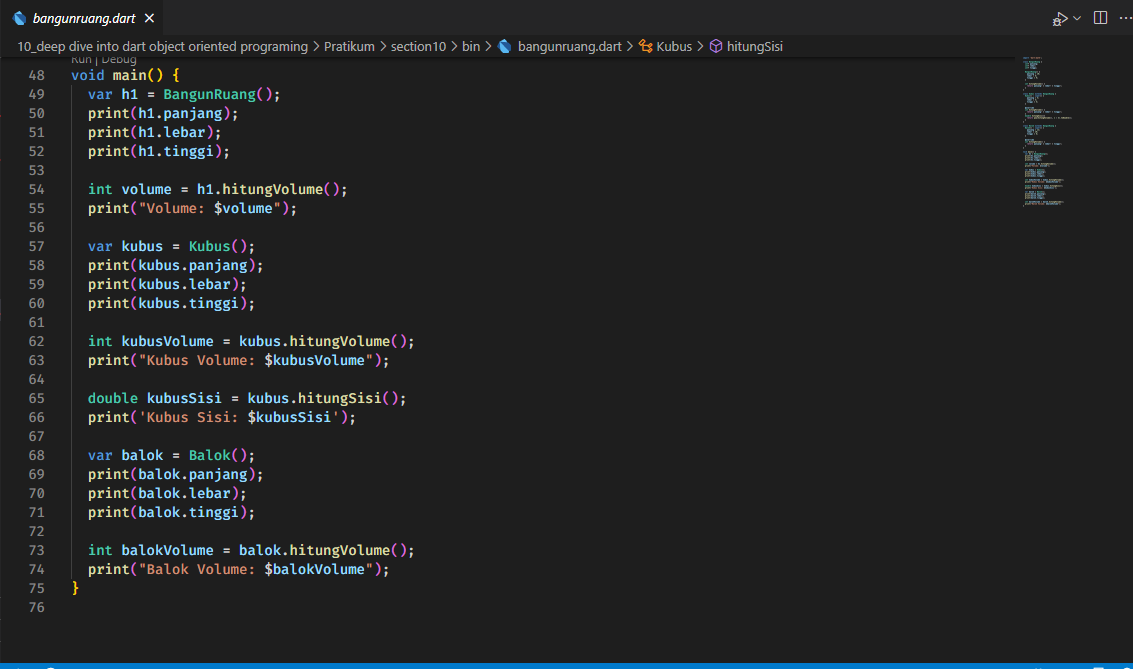 bangunruang.dart
10_deep dive into dart object oriented programing > Pratikum > section10 > bin > bangunruang.dart > Kubus > hitungSisi
Run | Debug
48 void main() {
49 var h1 = BangunRuang();
50 print(h1.panjang);
51 print(h1.lebar);
52 print(h1.tinggi);
53
54 int volume = h1.hitungVolume();
55 print("Volume: $volume");
56
57 var kubus = Kubus();
58 print(kubus.panjang);
59 print(kubus.lebar);
60 print(kubus.tinggi);
61
62 int kubusVolume = kubus.hitungVolume();
63 print("Kubus Volume: $kubusVolume");
64
65 double kubusSisi = kubus.hitungSisi();
66 print('Kubus Sisi: $kubusSisi');
67
68 var balok = Balok();
69 print(balok.panjang);
70 print(balok.lebar);
71 print(balok.tinggi);
72
73 int balokVolume = balok.hitungVolume();
74 print("Balok Volume: $balokVolume");
75 }
76